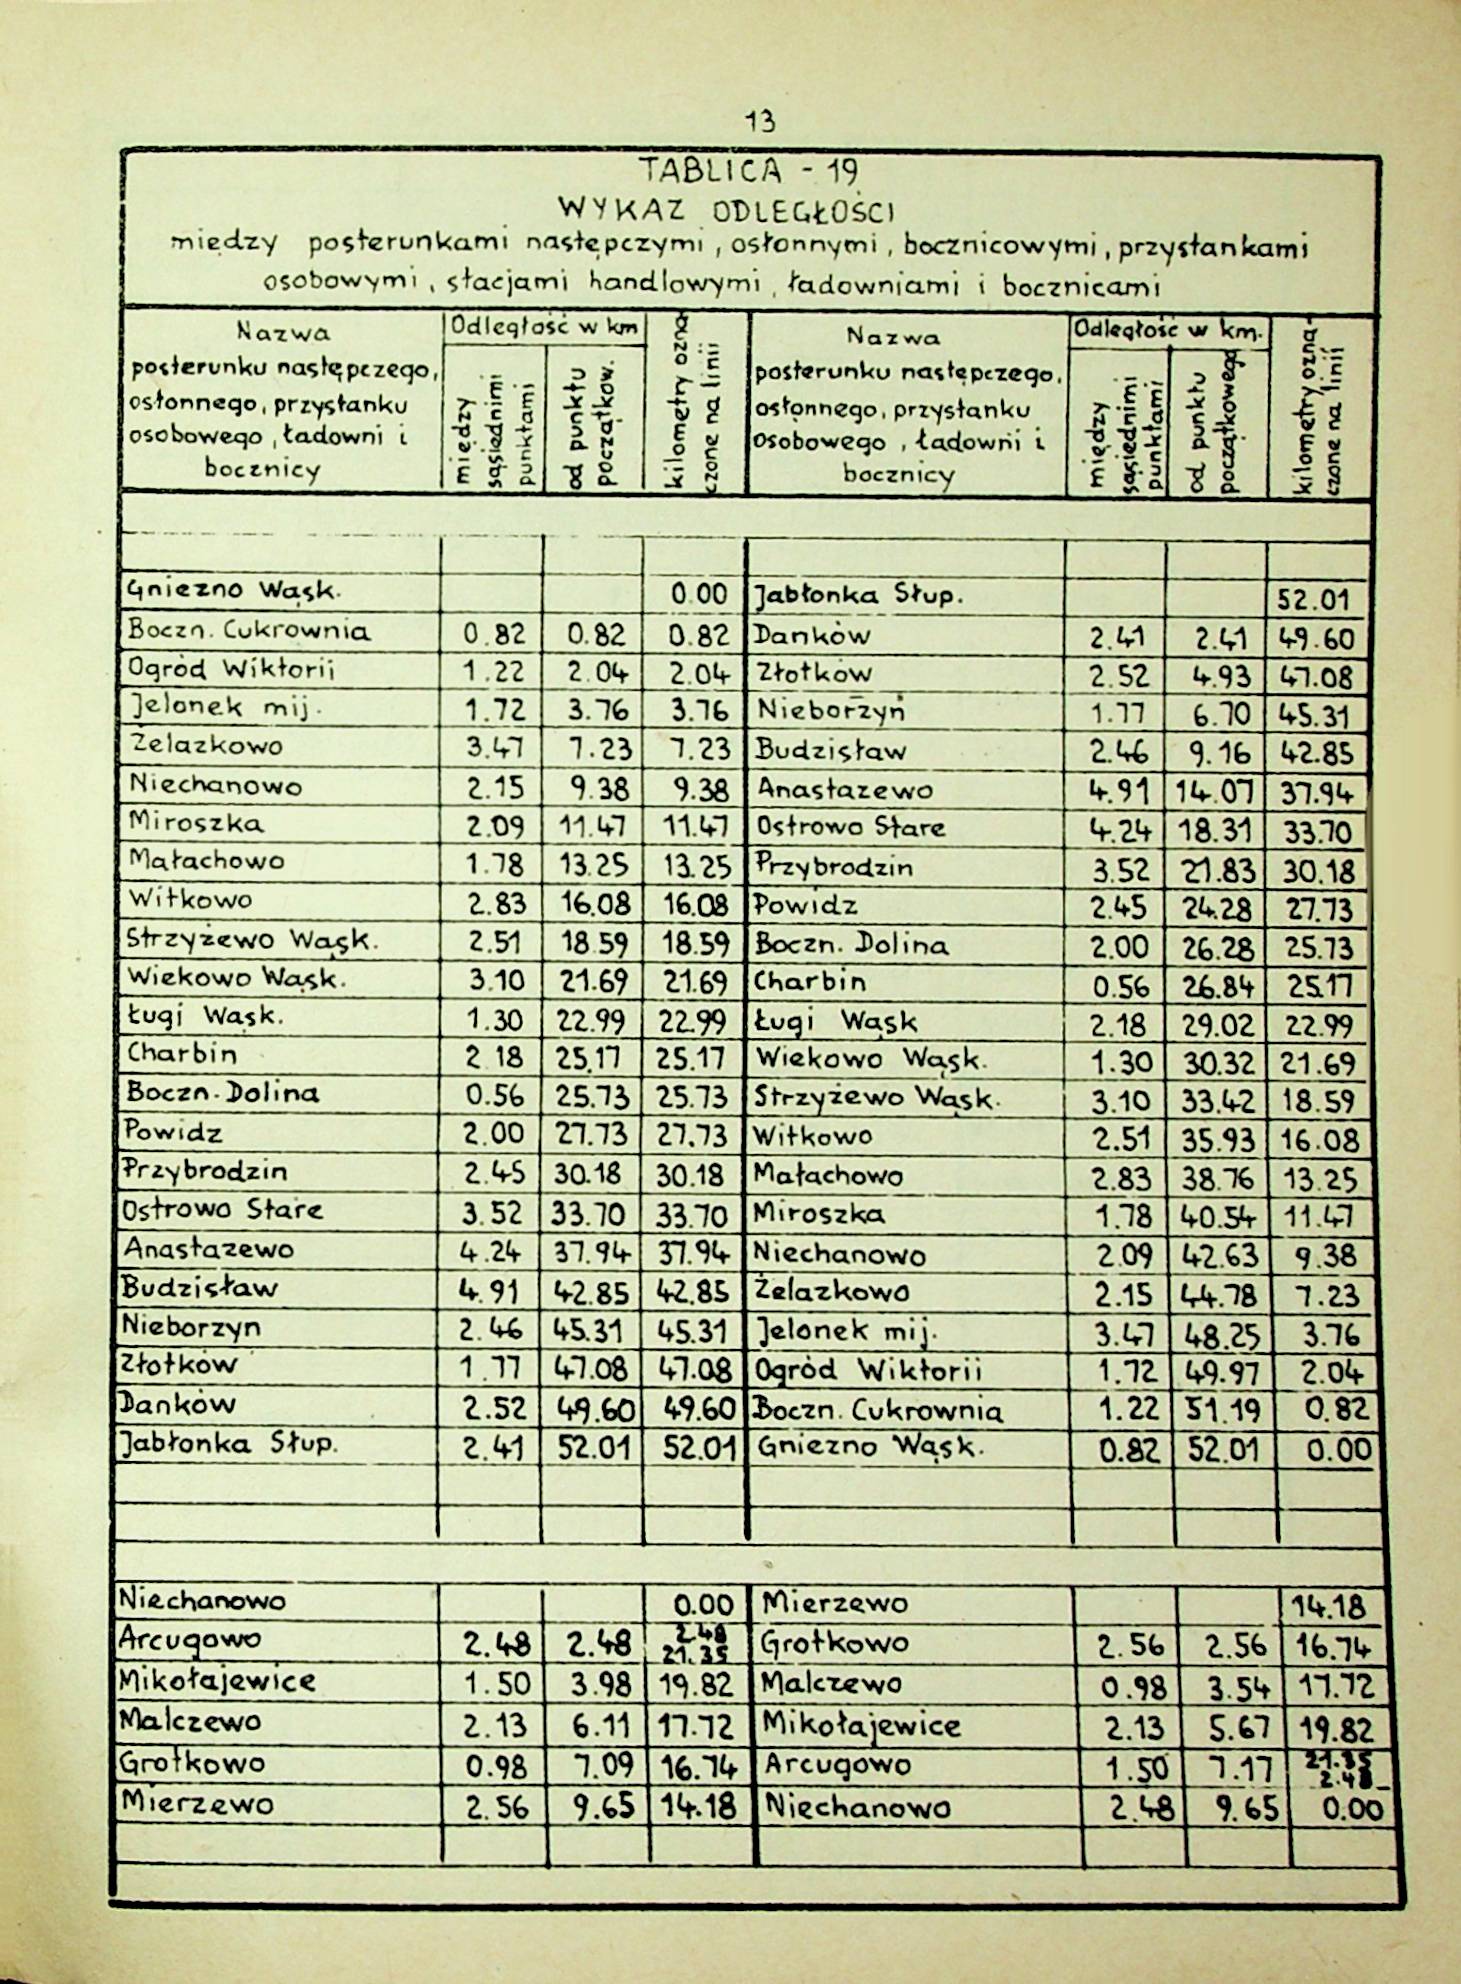 13
TABLICA - 19
WYKAZ ODLEGŁOŚCI
między posterunkami następczymi, osłonnymi, bocznicowymi, przystankami
osobowymi, stacjami handlowymi, ładowniami i bocznicami
Nazwa posterunku następczego, osłonnego, przystanku osobowego, ładowni i bocznicy
Odległość w km
między sąsiednimi punktami
od punktu początkow.
kilometry ozna-czone na linii
Nazwa posterunku następczego, osłonnego, przystanku osobowego, ładowni i bocznicy
Odległość w km.
między sąsiednimi punktami
od punktu początkowego
kilometry ozna-czone na linii
Gniezno Wąsk. 0.00 Jabłonka Słup. 52.01
Boczn. Cukrownia 0.82 0.82 0.82 Danków 2.41 2.41 49.60
Ogród Wiktorii 1.22 2.04 2.04 Złotków 2.52 4.93 47.08
Jelonek mij. 1.72 3.76 3.76 Nieborzyń 1.77 6.70 45.31
Żelazkowo 3.47 7.23 7.23 Budzisław 2.46 9.16 42.85
Niechanowo 2.15 9.38 9.38 Anastazewo 4.91 14.07 37.94
Miroszka 2.09 11.47 11.47 Ostrowo Stare 4.24 18.31 33.70
Małachowo 1.78 13.25 13.25 Przybrodzin 3.52 21.83 30.18
Witkowo 2.83 16.08 16.08 Powidz 2.45 24.28 27.73
Strzyżewo Wąsk. 2.51 18.59 18.59 Boczn. Dolina 2.00 26.28 25.73
Wiekowo Wąsk. 3.10 21.69 21.69 Charbin 0.56 26.84 25.17
Ługi Wąsk. 1.30 22.99 22.99 Ługi Wąsk 2.18 29.02 22.99
Charbin 2 18 25.17 25.17 Wiekowo Wąsk. 1.30 30.32 21.69
Boczn. Dolina 0.56 25.73 25.73 Strzyżewo Wąsk. 3.10 33.42 18.59
Powidz 2.00 27.73 27.73 Witkowo 2.51 35.93 16.08
Przybrodzin 2.45 30.18 30.18 Małachowo 2.83 38.76 13.25
Ostrowo Stare 3.52 33.70 33.70 Miroszka 1.78 40.54 11.47
Anastazewo 4.24 37.94 37.94 Niechanowo 2.09 42.63 9.38
Budzisław 4.91 42.85 42.85 Żelazkowo 2.15 44.78 7.23
Nieborzyn 2.46 45.31 45.31 Jelonek mij. 3.47 48.25 3.76
Złotków 1.77 47.08 47.08 Ogród Wiktorii 1.72 49.97 2.04
Danków 2.52 49.60 49.60 Boczn. Cukrownia 1.22 51.19 0.82
Jabłonka Słup. 2.41 52.01 52.01 Gniezno Wąsk. 0.82 52.01 0.00
Niechanowo 0.00 Mierzewo 14.18
Arcugowo 2.48 2.48 2.48 21.35 Grotkowo 2.56 2.56 16.74
Mikołajewice 1.50 3.98 19.82 Malczewo 0.98 3.54 17.72
Malczewo 2.13 6.11 17.72 Mikołajewice 2.13 5.67 19.82
Grotkowo 0.98 7.09 16.74 Arcugowo 1.50 7.17 21.35 2.48
Mierzewo 2.56 9.65 14.18 Niechanowo 2.48 9.65 0.00